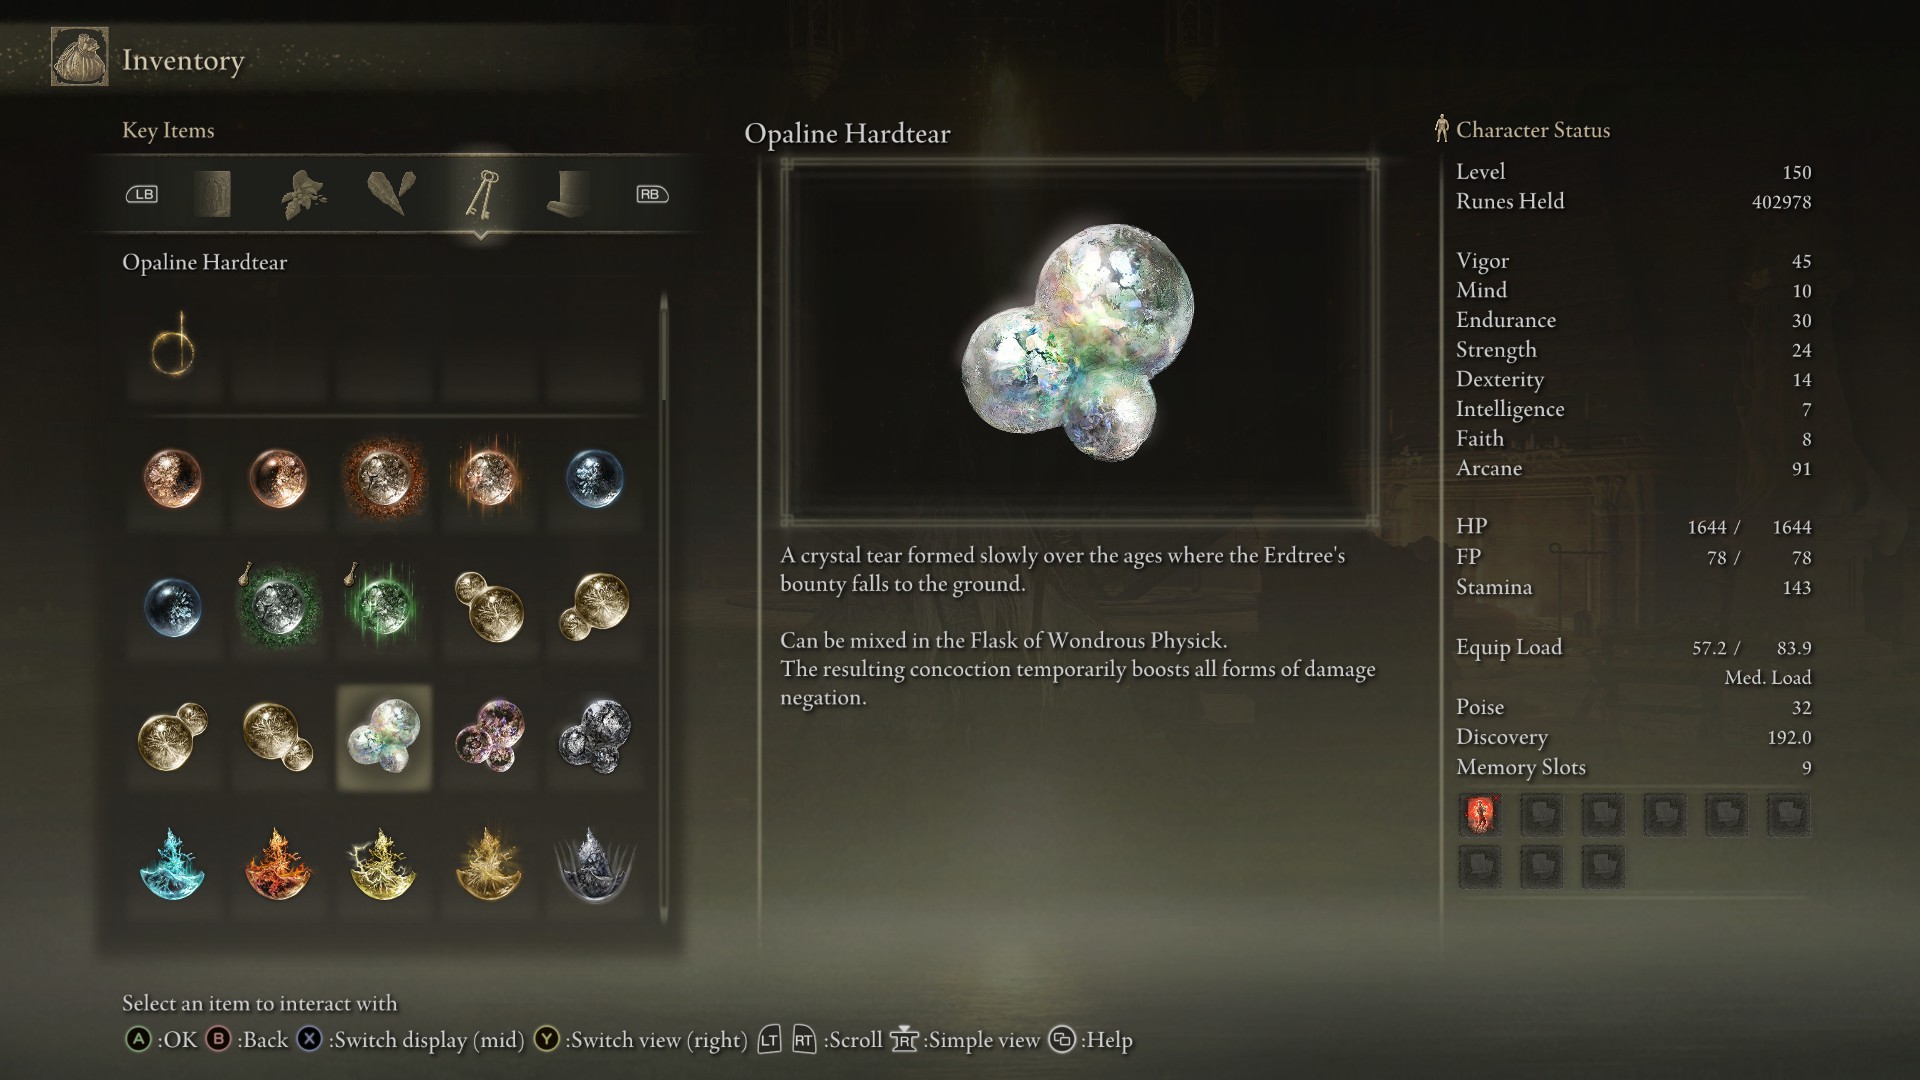 Inventory
Key Items
LB
RB
Opaline Hardtear
Opaline Hardtear
A crystal tear formed slowly over the ages where the Erdtree's
bounty falls to the ground.
Can be mixed in the Flask of Wondrous Physick.
The resulting concoction temporarily boosts all forms of damage
negation.
Character Status
Level 150
Runes Held 402978
Vigor 45
Mind 10
Endurance 30
Strength 24
Dexterity 14
Intelligence 7
Faith 8
Arcane 91
HP 1644 / 1644
FP 78 / 78
Stamina 143
Equip Load 57.2 / 83.9
Med. Load
Poise 32
Discovery 192.0
Memory Slots 9
Select an item to interact with
A :OK B :Back X :Switch display (mid) Y :Switch view (right) LT RT :Scroll R :Simple view :Help